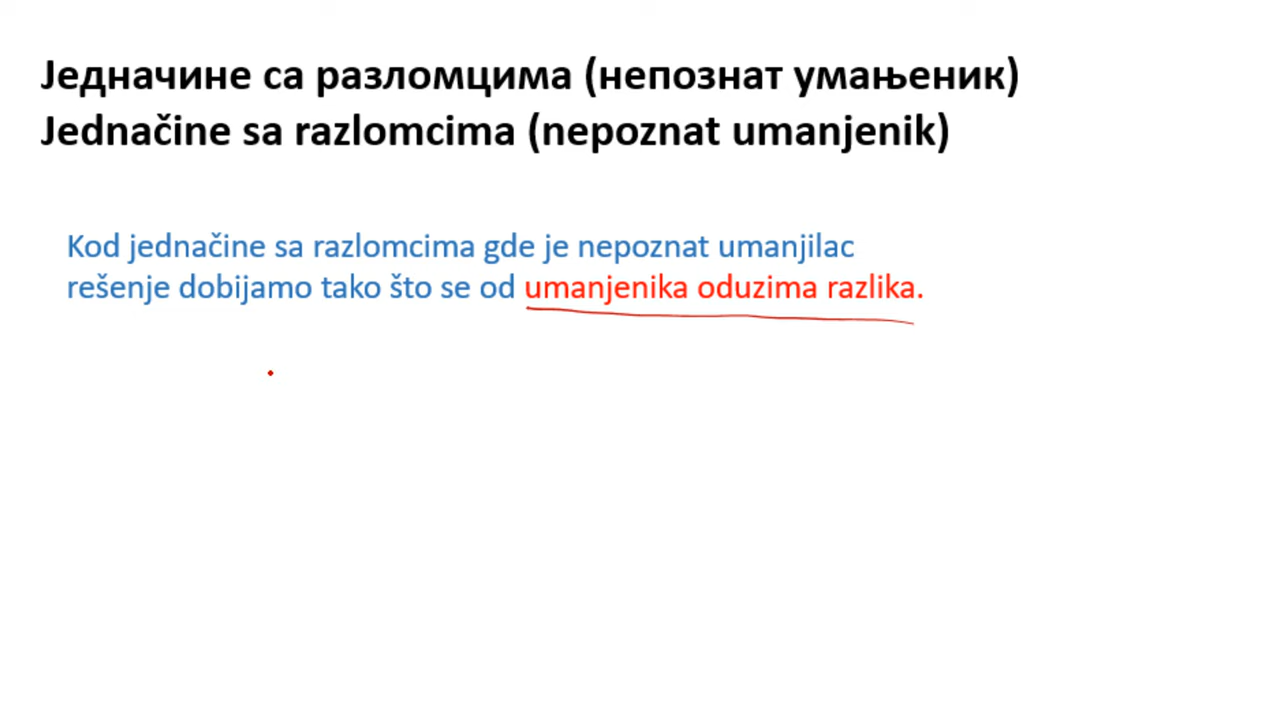 Једначине са разломцима (непознат умањеник)
Jednačine sa razlomcima (nepoznat umanjenik)
Kod jednačine sa razlomcima gde je nepoznat umanjilac
rešenje dobijamo tako što se od umanjenika oduzima razlika.